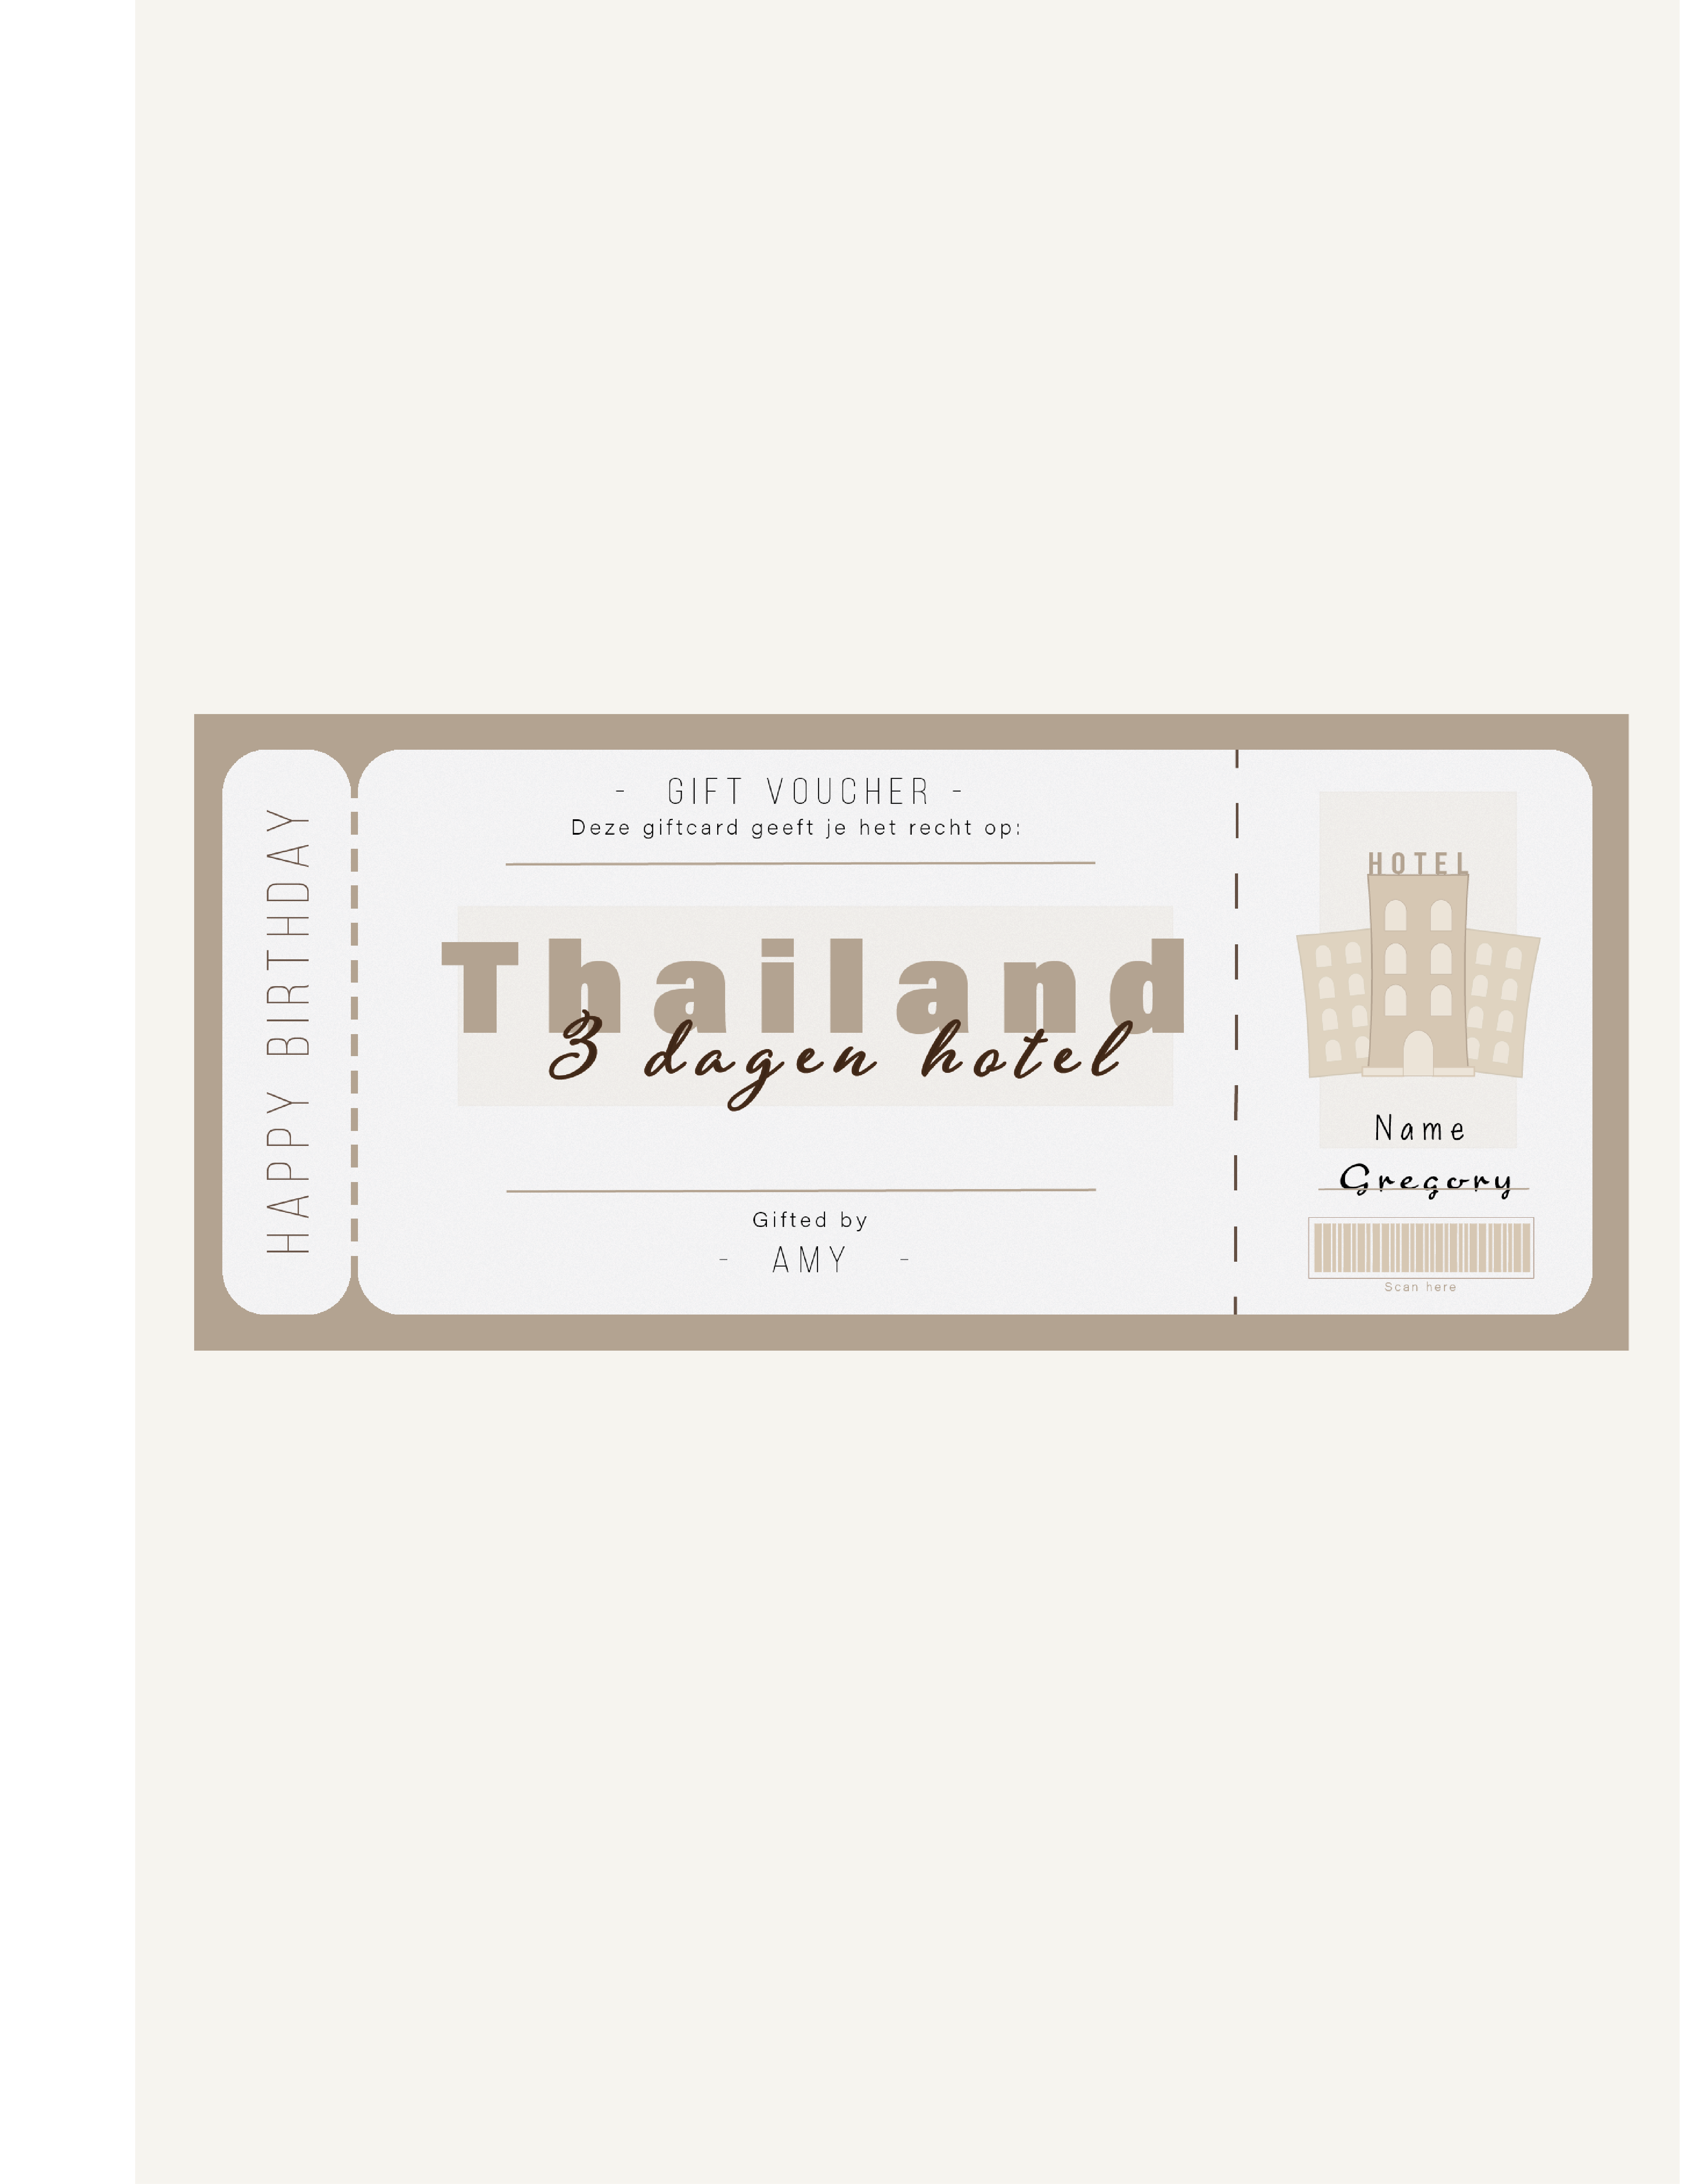 HAPPY BIRTHDAY
- GIFT VOUCHER -
Deze giftcard geeft je het recht op:
Thailand
3 dagen hotel
Gifted by
- AMY -
HOTEL
Name
Gregory
Scan here